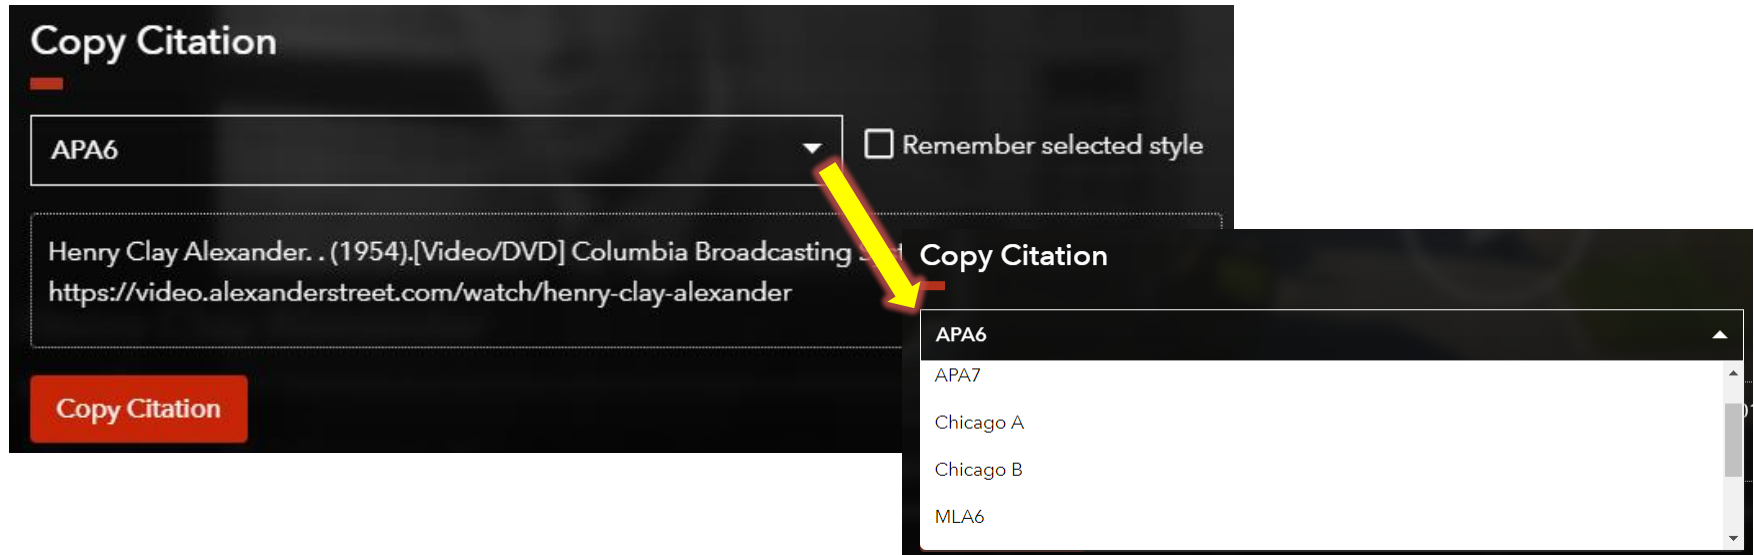 Copy Citation
APA6
Remember selected style
Henry Clay Alexander. . (1954).[Video/DVD] Columbia Broadcasting
https://video.alexanderstreet.com/watch/henry-clay-alexander
Copy Citation
Copy Citation
APA6
APA7
Chicago A
Chicago B
MLA6